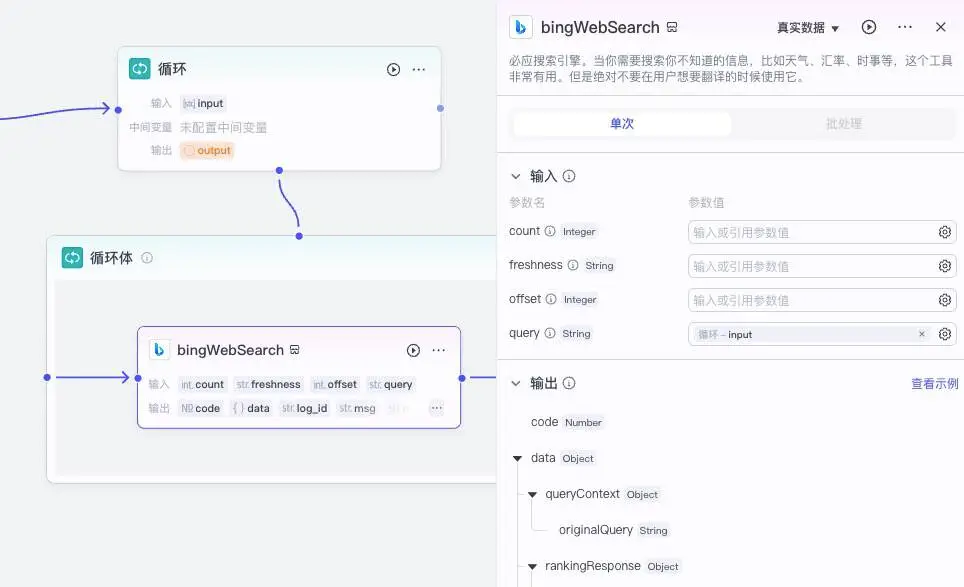 循环
输入 input
中间变量 未配置中间变量
输出 output
循环体
bingWebSearch
输入 int. count str. freshness int. offset str. query
输出 code { } data str. log_id str. msg ...
bingWebSearch 真实数据
必应搜索引擎。当你需要搜索你不知道的信息，比如天气、汇率、时事等，这个工具
非常有用。但是绝对不要在用户想要翻译的时候使用它。
单次 批处理
输入
参数名 参数值
count Integer 输入或引用参数值
freshness String 输入或引用参数值
offset Integer 输入或引用参数值
query String 循环 – input ×
输出 查看示例
code Number
data Object
queryContext Object
originalQuery String
rankingResponse Object